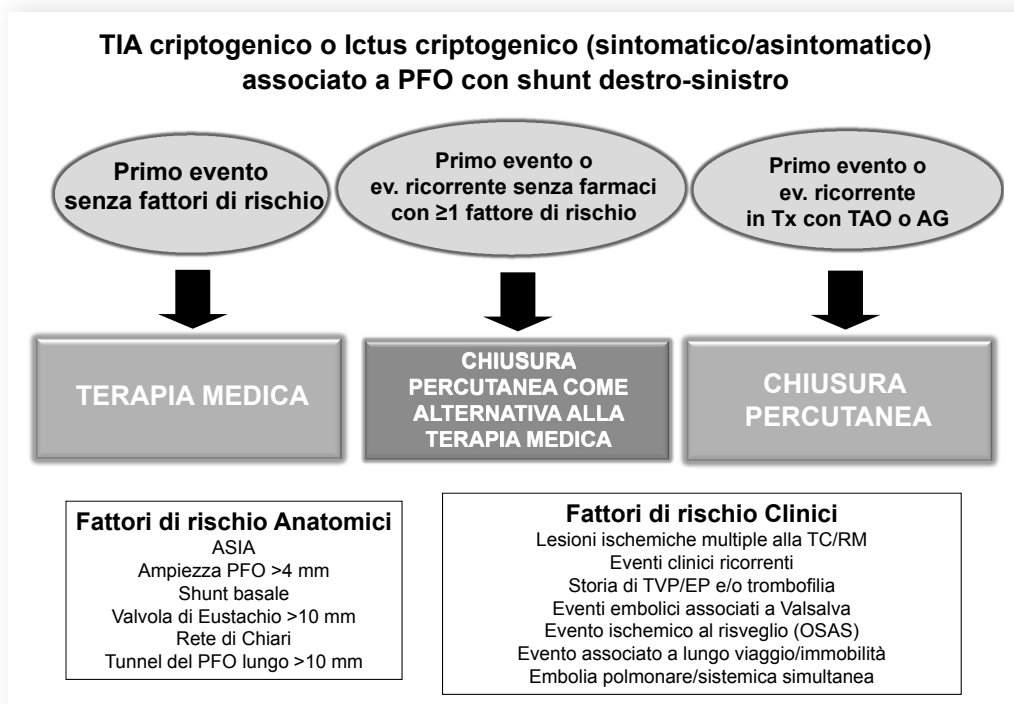 TIA criptogenico o Ictus criptogenico (sintomatico/asintomatico)
associato a PFO con shunt destro-sinistro
Primo evento
senza fattori di rischio
Primo evento o
ev. ricorrente senza farmaci
con ≥1 fattore di rischio
Primo evento o
ev. ricorrente
in Tx con TAO o AG
TERAPIA MEDICA
CHIUSURA
PERCUTANEA COME
ALTERNATIVA ALLA
TERAPIA MEDICA
CHIUSURA
PERCUTANEA
Fattori di rischio Anatomici
ASIA
Ampiezza PFO >4 mm
Shunt basale
Valvola di Eustachio >10 mm
Rete di Chiari
Tunnel del PFO lungo >10 mm
Fattori di rischio Clinici
Lesioni ischemiche multiple alla TC/RM
Eventi clinici ricorrenti
Storia di TVP/EP e/o trombofilia
Eventi embolici associati a Valsalva
Evento ischemico al risveglio (OSAS)
Evento associato a lungo viaggio/immobilità
Embolia polmonare/sistemica simultanea